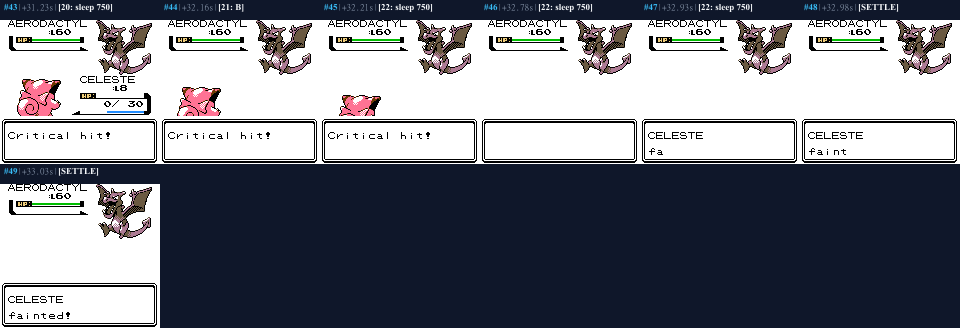 #43 | +31.23s | [20: sleep 750]
AERODACTYL
:L60
HP:
CELESTE
:L8
HP:
0/ 30
Critical hit!
#44 | +32.16s | [21: B]
AERODACTYL
:L60
HP:
Critical hit!
#45 | +32.21s | [22: sleep 750]
AERODACTYL
:L60
HP:
Critical hit!
#46 | +32.78s | [22: sleep 750]
AERODACTYL
:L60
HP:
#47 | +32.93s | [22: sleep 750]
AERODACTYL
:L60
HP:
CELESTE
fa
#48 | +32.98s | [SETTLE]
AERODACTYL
:L60
HP:
CELESTE
faint
#49 | +33.03s | [SETTLE]
AERODACTYL
:L60
HP:
CELESTE
fainted!